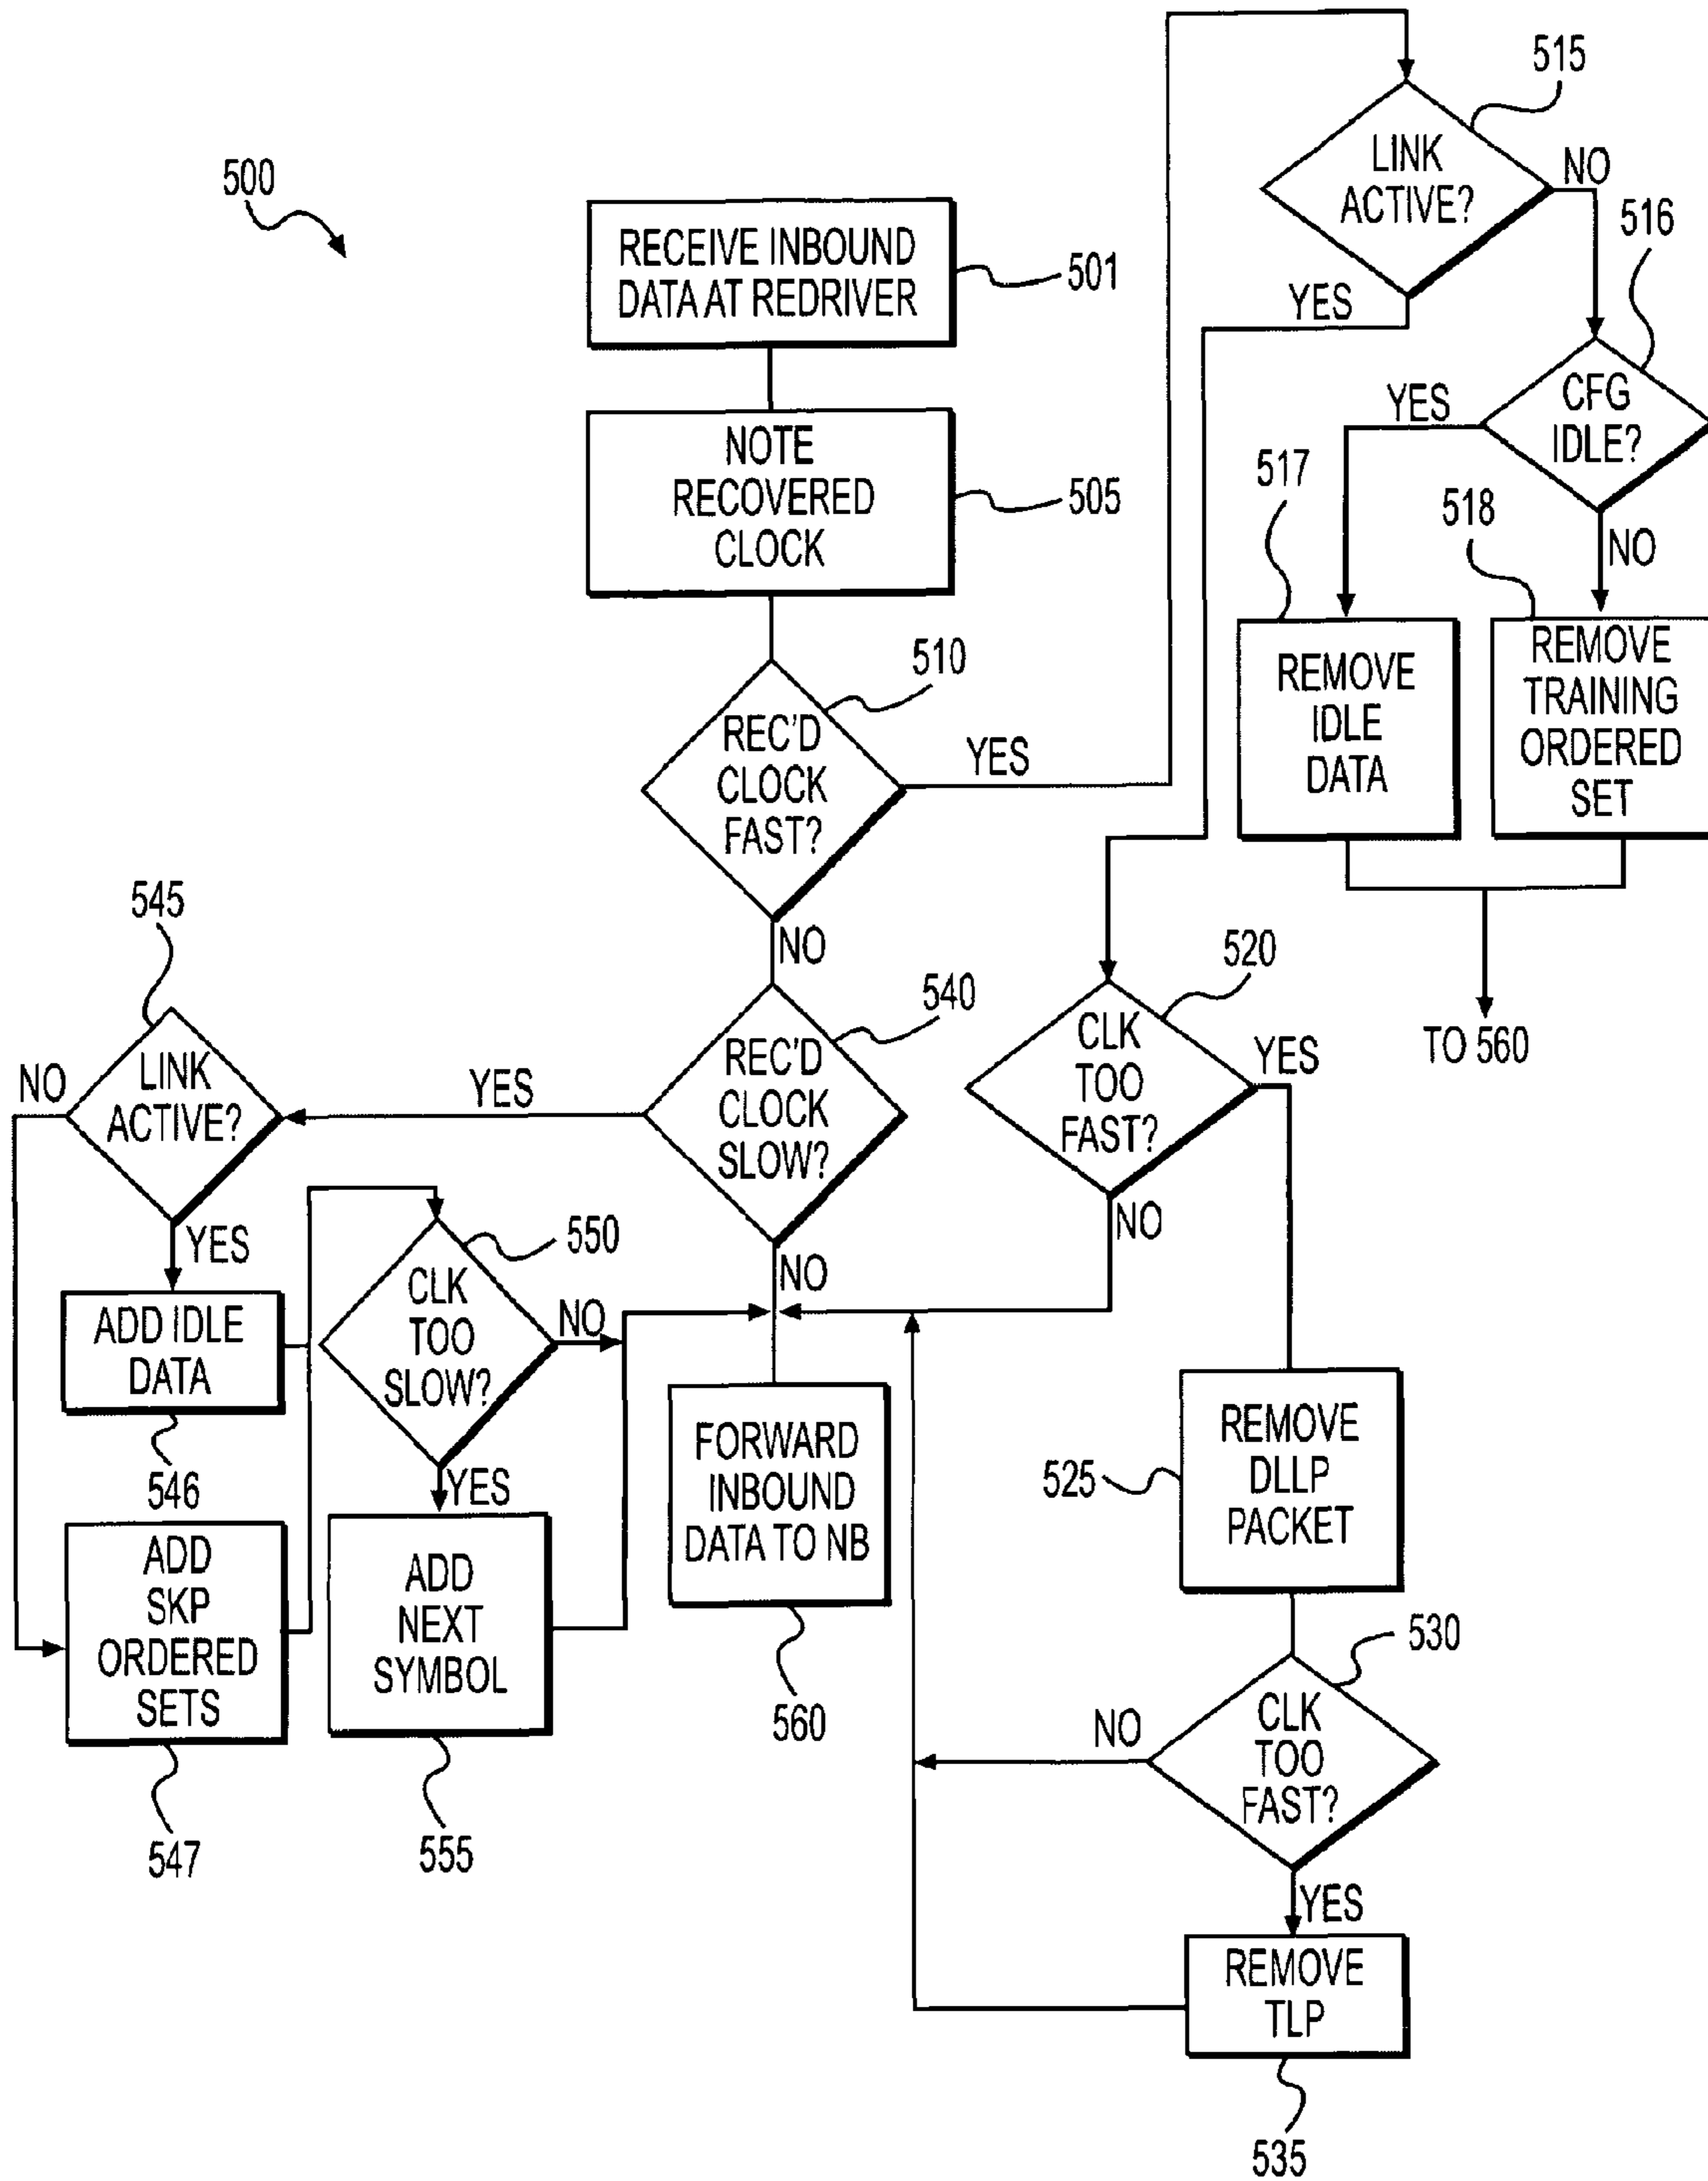 500
RECEIVE INBOUND
DATA AT REDRIVER
501
NOTE
RECOVERED
CLOCK
505
REC'D
CLOCK
FAST?
510
YES
NO
LINK
ACTIVE?
515
NO
YES
CFG
IDLE?
516
YES
NO
517
REMOVE
IDLE
DATA
518
REMOVE
TRAINING
ORDERED
SET
TO 560
REC'D
CLOCK
SLOW?
540
YES
NO
545
LINK
ACTIVE?
NO
YES
ADD IDLE
DATA
546
ADD
SKP
ORDERED
SETS
547
CLK
TOO
SLOW?
550
NO
YES
ADD
NEXT
SYMBOL
555
FORWARD
INBOUND
DATA TO NB
560
CLK
TOO
FAST?
520
YES
NO
REMOVE
DLLP
PACKET
525
CLK
TOO
FAST?
530
NO
YES
REMOVE
TLP
535